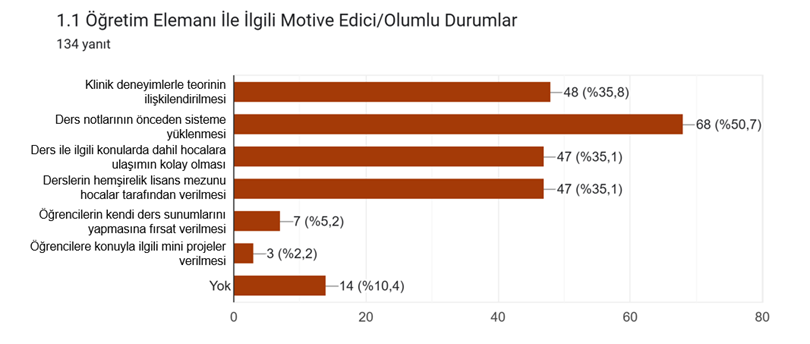 1.1 Öğretim Elemanı İle İlgili Motive Edici/Olumlu Durumlar
134 yanıt
Klinik deneyimlerle teorinin
ilişkilendirilmesi
48 (%35,8)
Ders notlarının önceden sisteme
yüklenmesi
68 (%50,7)
Ders ile ilgili konularda dahil hocalara
ulaşımın kolay olması
47 (%35,1)
Derslerin hemşirelik lisans mezunu
hocalar tarafından verilmesi
47 (%35,1)
Öğrencilerin kendi ders sunumlarını
yapmasına fırsat verilmesi
7 (%5,2)
Öğrencilere konuyla ilgili mini projeler
verilmesi
3 (%2,2)
Yok
14 (%10,4)
0 20 40 60 80